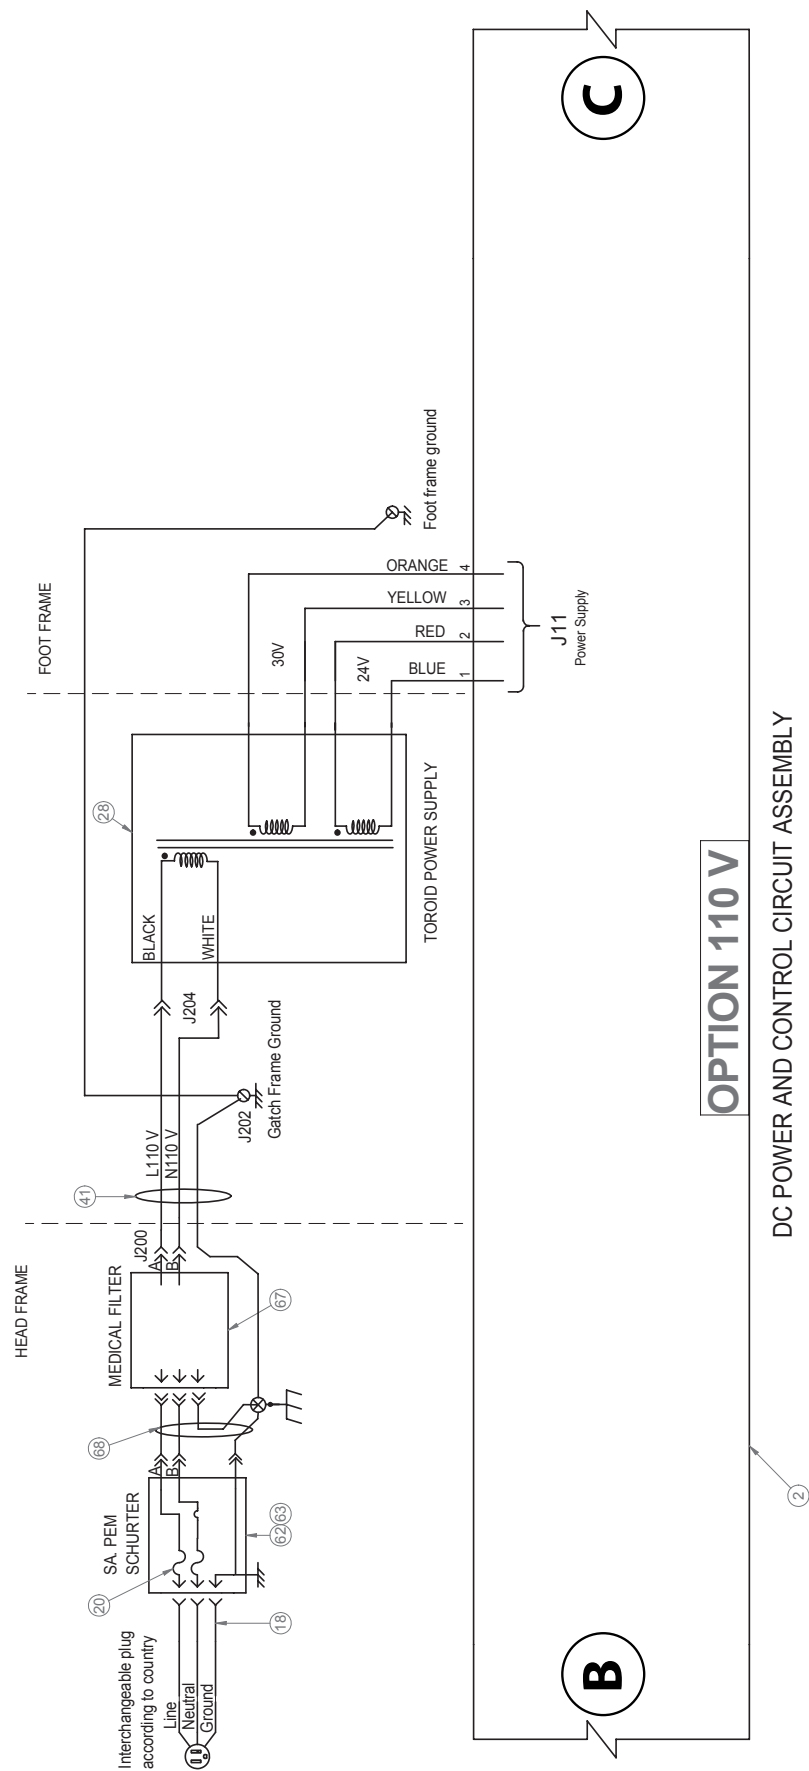 HEAD FRAME
FOOT FRAME
Interchangeable plug
according to country
Line
Neutral
Ground
18
20
SA. PEM
SCHURTER
62
63
A
B
68
MEDICAL FILTER
67
A
B
J200
41
L110 V
N110 V
J202
Gatch Frame Ground
J204
BLACK
WHITE
28
TOROID POWER SUPPLY
30V
24V
ORANGE
YELLOW
RED
BLUE
4
3
2
1
J11
Power Supply
Foot frame ground
B
C
OPTION 110 V
2
DC POWER AND CONTROL CIRCUIT ASSEMBLY